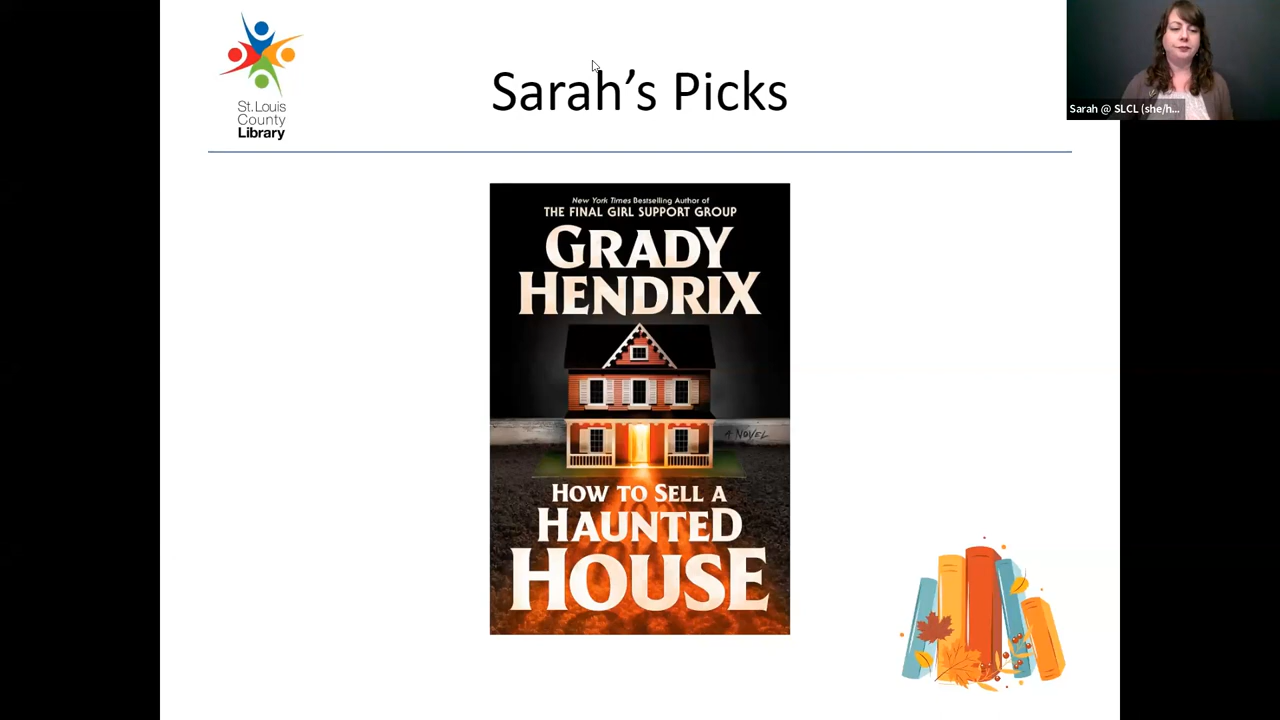 St.Louis
County
Library
Sarah's Picks
Sarah @ SLCL (she/h...
New York Times Bestselling Author of
THE FINAL GIRL SUPPORT GROUP
GRADY
HENDRIX
A NOVEL
HOW TO SELL A
HAUNTED
HOUSE